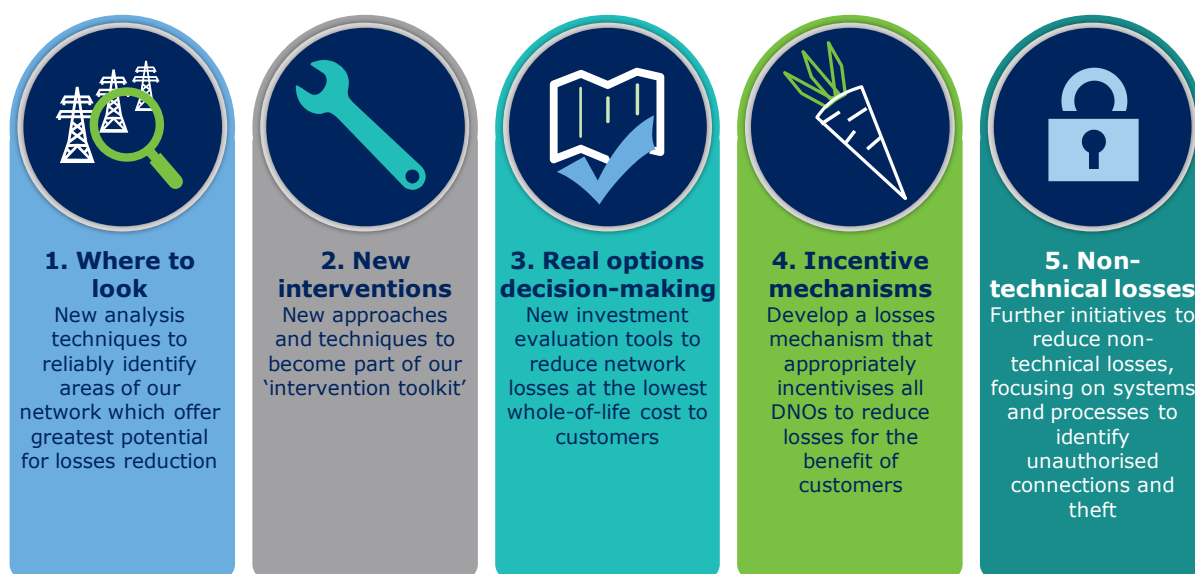 1. Where to
look
New analysis
techniques to
reliably identify
areas of our
network which offer
greatest potential
for losses reduction
2. New
interventions
New approaches
and techniques to
become part of our
‘intervention toolkit’
3. Real options
decision-making
New investment
evaluation tools to
reduce network
losses at the lowest
whole-of-life cost to
customers
4. Incentive
mechanisms
Develop a losses
mechanism that
appropriately
incentivises all
DNOs to reduce
losses for the
benefit of
customers
5. Non-
technical losses
Further initiatives to
reduce non-
technical losses,
focusing on systems
and processes to
identify
unauthorised
connections and
theft